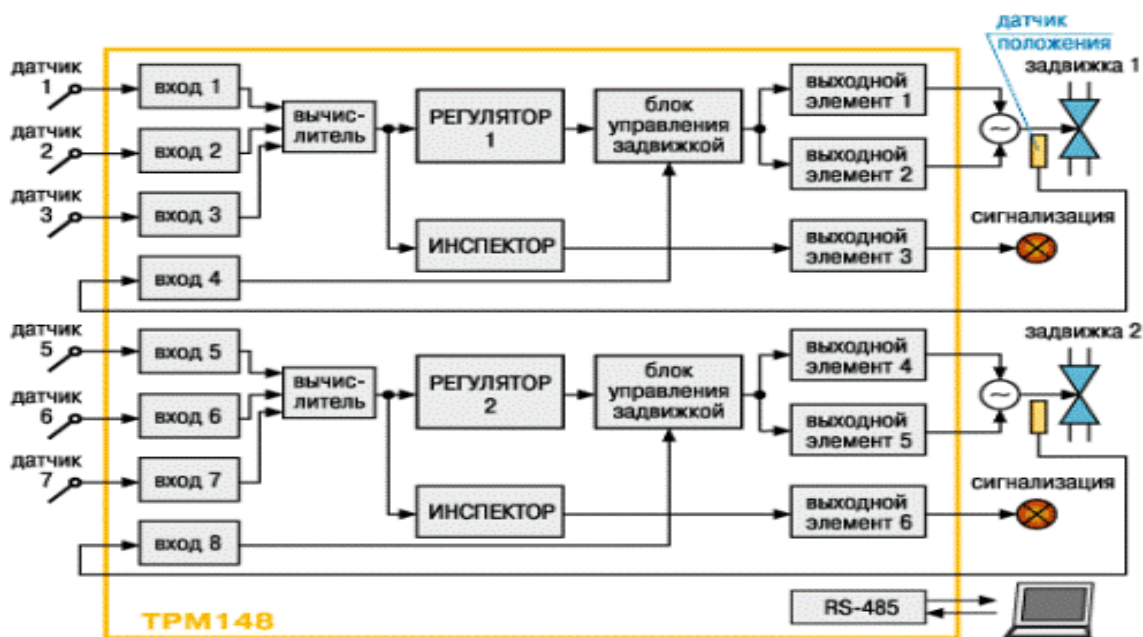 датчик
положения
задвижка 1
датчик
1
вход 1
вычис-
литель
РЕГУЛЯТОР
1
блок
управления
задвижкой
выходной
элемент 1
датчик
2
вход 2
выходной
элемент 2
датчик
3
вход 3
ИНСПЕКТОР
выходной
элемент 3
сигнализация
вход 4
датчик
5
вход 5
вычис-
литель
РЕГУЛЯТОР
2
блок
управления
задвижкой
выходной
элемент 4
задвижка 2
датчик
6
вход 6
выходной
элемент 5
датчик
7
вход 7
ИНСПЕКТОР
выходной
элемент 6
сигнализация
вход 8
ТРМ148
RS-485